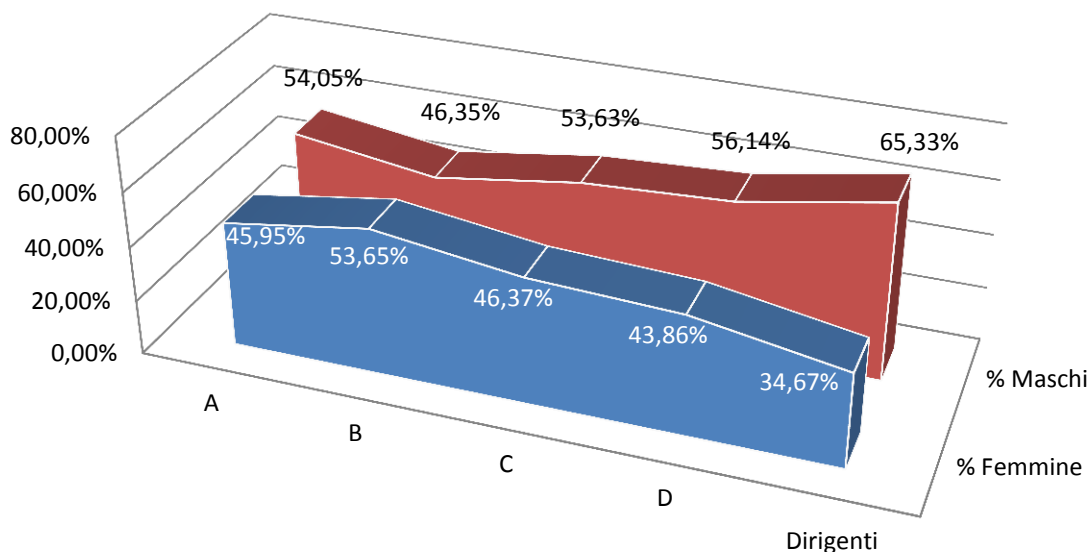 54,05%
46,35%
53,63%
56,14%
65,33%
80,00%
60,00%
40,00%
20,00%
0,00%
45,95%
53,65%
46,37%
43,86%
34,67%
% Maschi
% Femmine
A
B
C
D
Dirigenti